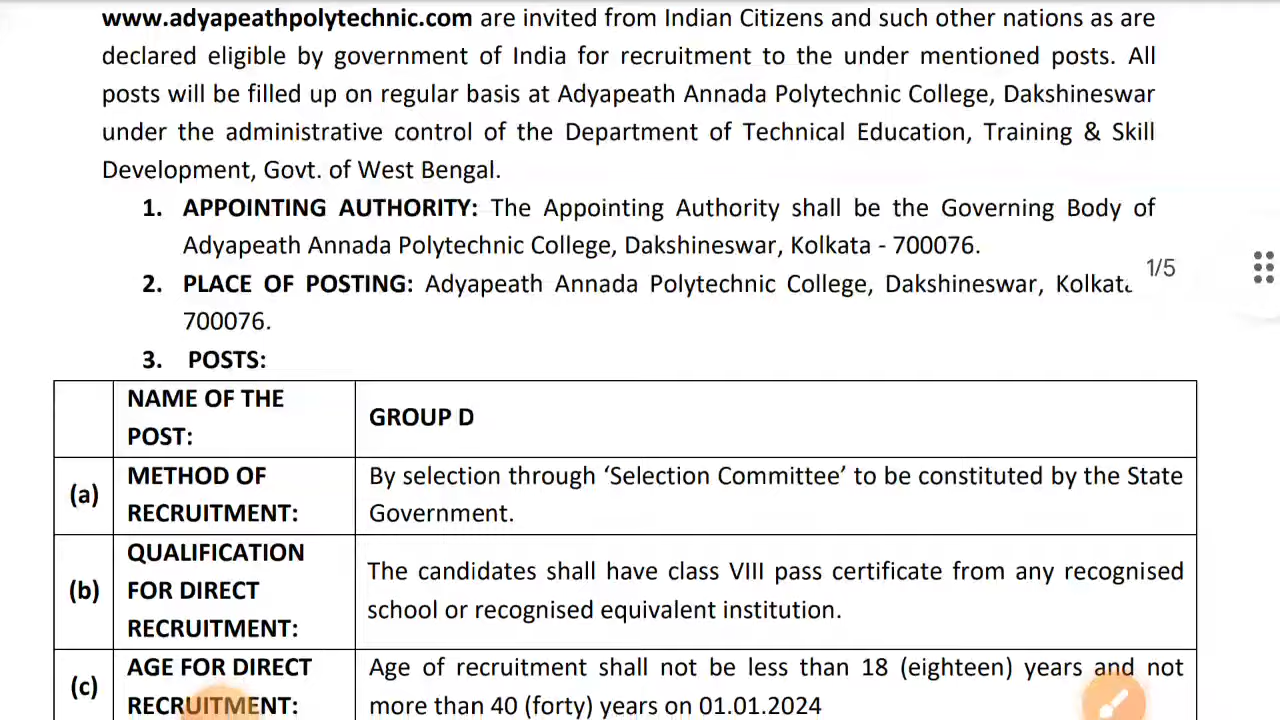 www.adyapeathpolytechnic.com are invited from Indian Citizens and such other nations as are
declared eligible by government of India for recruitment to the under mentioned posts. All
posts will be filled up on regular basis at Adyapeath Annada Polytechnic College, Dakshineswar
under the administrative control of the Department of Technical Education, Training & Skill
Development, Govt. of West Bengal.
1. APPOINTING AUTHORITY: The Appointing Authority shall be the Governing Body of
Adyapeath Annada Polytechnic College, Dakshineswar, Kolkata - 700076.
1/5
2. PLACE OF POSTING: Adyapeath Annada Polytechnic College, Dakshineswar,
700076.
3. POSTS:
NAME OF THE
POST:
GROUP D
(a)
METHOD OF
RECRUITMENT:
By selection through ‘Selection Committee’ to be constituted by the State
Government.
(b)
QUALIFICATION
FOR DIRECT
RECRUITMENT:
The candidates shall have class VIII pass certificate from any recognised
school or recognised equivalent institution.
(c)
AGE FOR DIRECT
RECRUITMENT:
Age of recruitment shall not be less than 18 (eighteen) years and not
more than 40 (forty) years on 01.01.2024